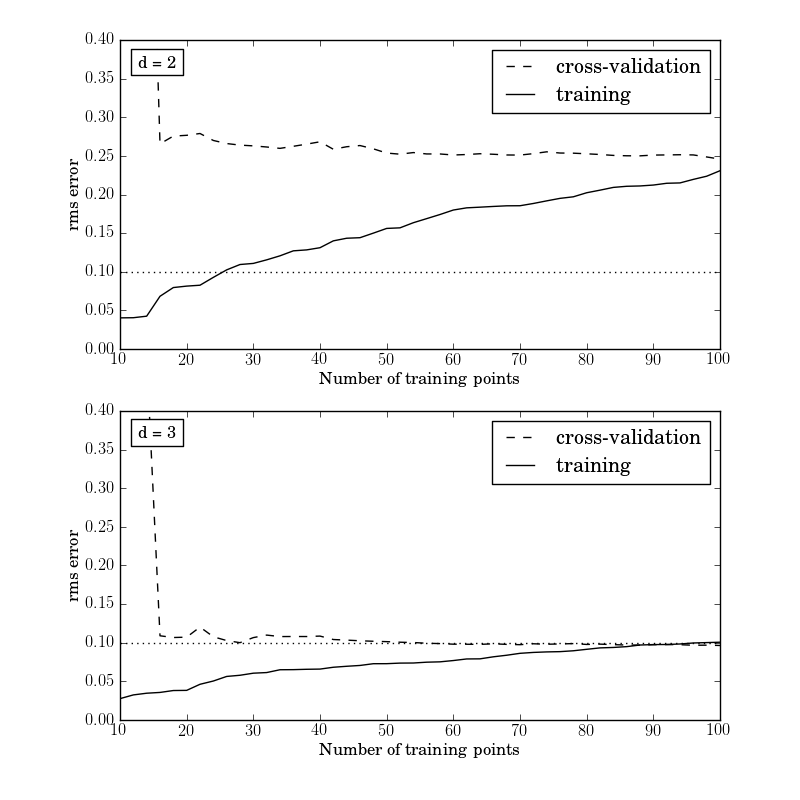 0.40
0.35
0.30
0.25
0.20
0.15
0.10
0.05
0.00
rms error
d = 2
cross-validation
training
10 20 30 40 50 60 70 80 90 100
Number of training points
0.40
0.35
0.30
0.25
0.20
0.15
0.10
0.05
0.00
rms error
d = 3
cross-validation
training
10 20 30 40 50 60 70 80 90 100
Number of training points